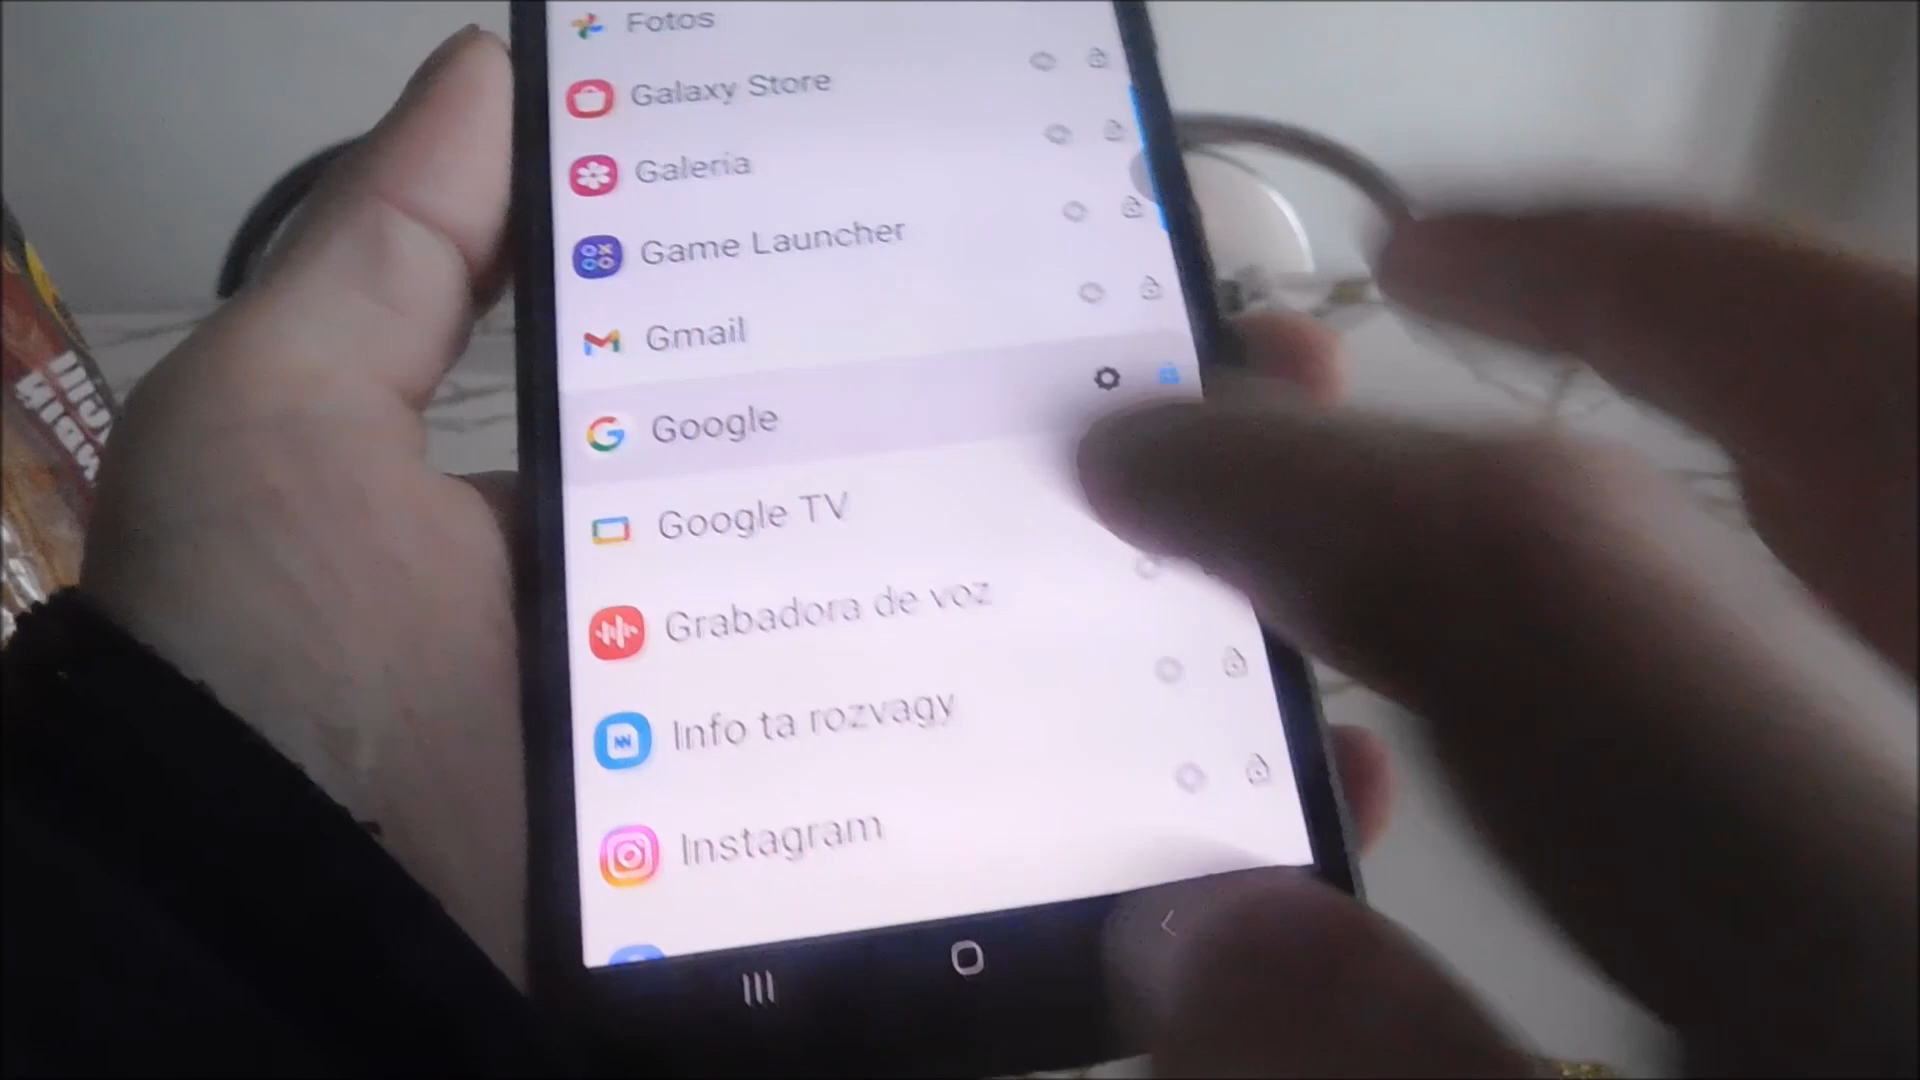 Fotos
Galaxy Store
Galeria
Game Launcher
Gmail
Google
Google TV
Grabadora de voz
Info ta rozvagy
Instagram